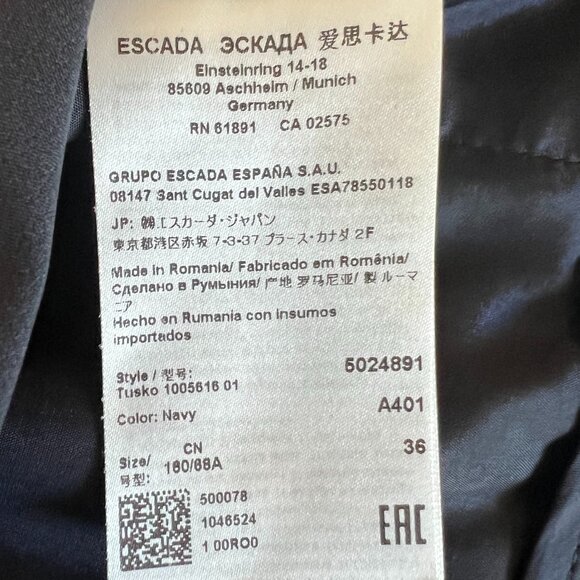 ESCADA ЭСКАДА 爱思卡达
Einsteinring 14-18
85609 Aschheim / Munich
Germany
RN 61891 CA 02575
GRUPO ESCADA ESPAÑA S.A.U.
08147 Sant Cugat del Valles ESA78550118
JP: ㈱エスカーダ・ジャパン
東京都港区赤坂 7-3-37 プラース・カナダ 2F
Made in Romania/ Fabricado em Romênia/
Сделано в Румыния/ 产地 罗马尼亚/ 製 ルーマ
ニア
Hecho en Rumania con insumos
importados
Style / 型号: 5024891
Tusko 1005616 01
Color: Navy A401
Size/ CN 36
号型: 160/68A
500078
1046524
1 00RO0
EAC